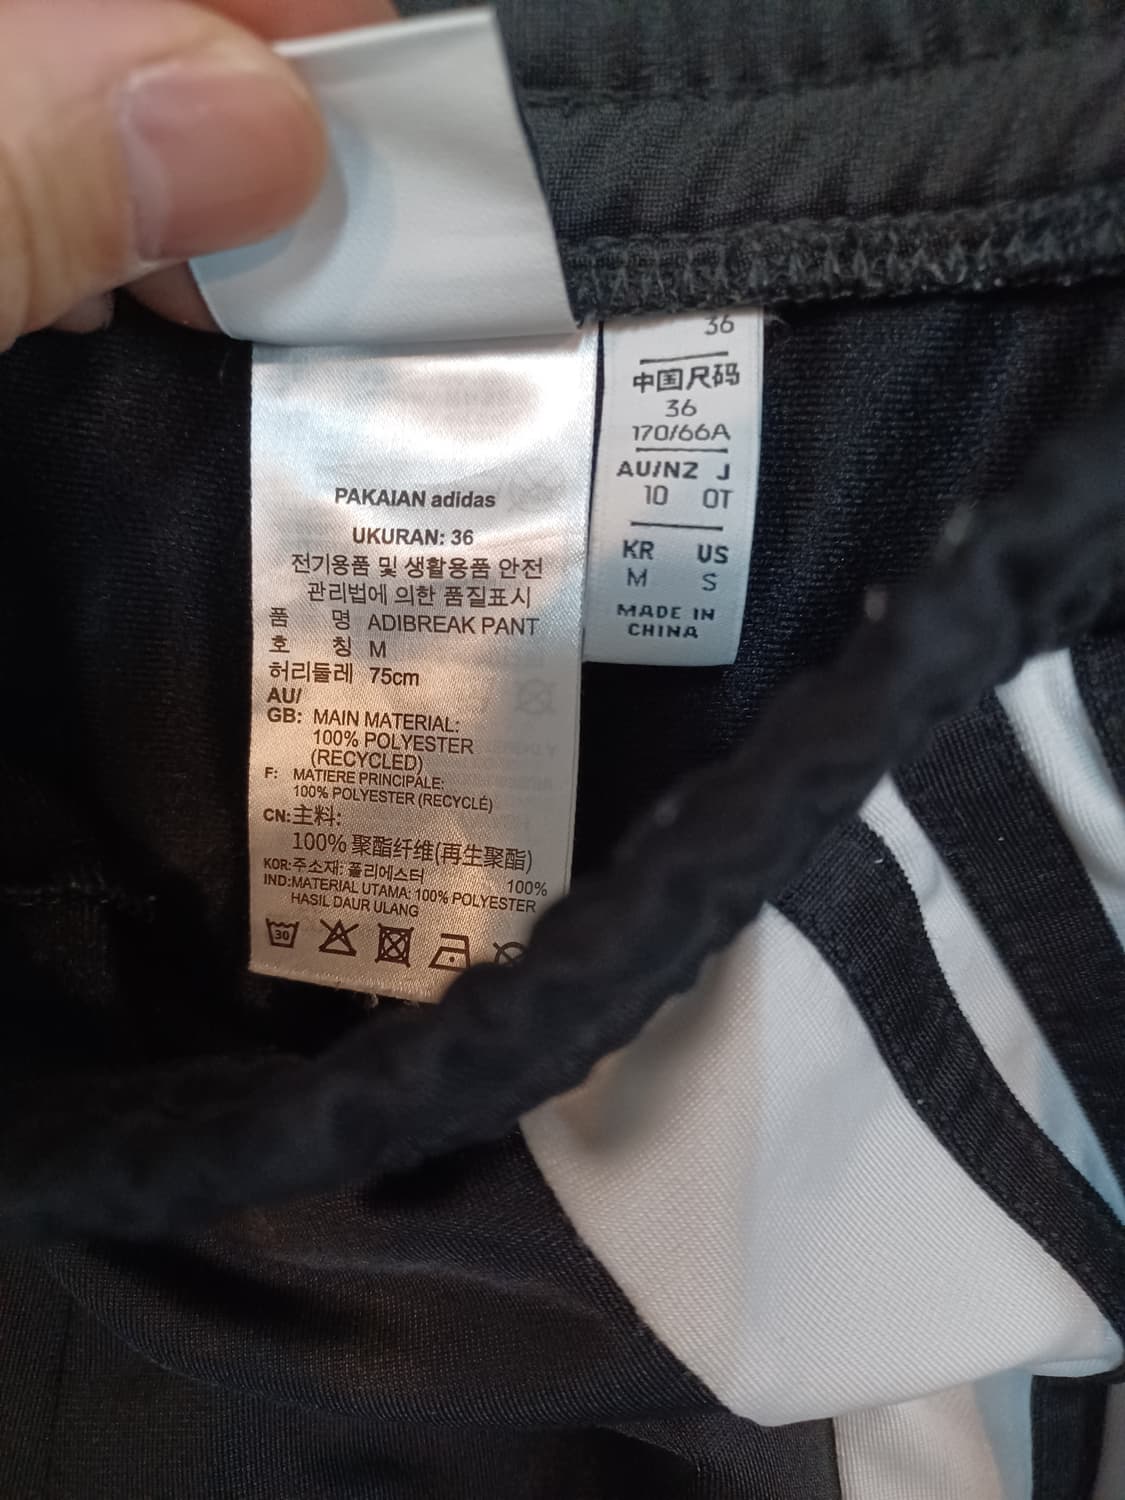 PAKAIAN adidas
UKURAN: 36
전기용품 및 생활용품 안전
관리법에 의한 품질표시
품 명 ADIBREAK PANT
호 칭 M
허리둘레 75cm
AU/
GB: MAIN MATERIAL:
100% POLYESTER
(RECYCLED)
F: MATIERE PRINCIPALE:
100% POLYESTER (RECYCLÉ)
CN:主料:
100% 聚酯纤维(再生聚酯)
KOR:주소재: 폴리에스터
100%
IND:MATERIAL UTAMA: 100% POLYESTER
HASIL DAUR ULANG
30
36
中国尺码
36
170/66A
AU/NZ J
10 OT
KR US
M S
MADE IN
CHINA